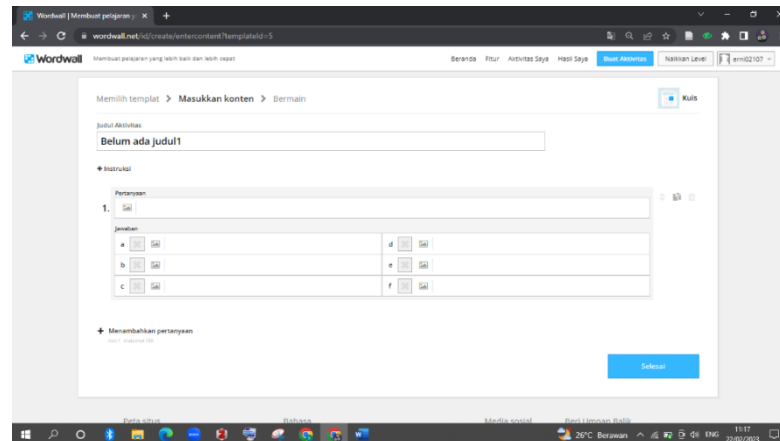 Wordwall | Membuat pelajaran y
wordwall.net/id/create/entercontent?templateId=5
Wordwall Membuat pelajaran yang lebih baik dan lebih cepat Beranda Fitur Aktivitas Saya Hasil Saya Buat Aktivitas Naikkan Level erni02107
Memilih templat > Masukkan konten > Bermain Kuis
Judul Aktivitas
Belum ada judul1
+ Instruksi
Pertanyaan
1.
Jawaban
a d
b e
c f
+ Menambahkan pertanyaan
Selesai
Peta situs Bahasa Media sosial Beri Umpan Balik
26°C Berawan ENG 11:17
22/02/2023